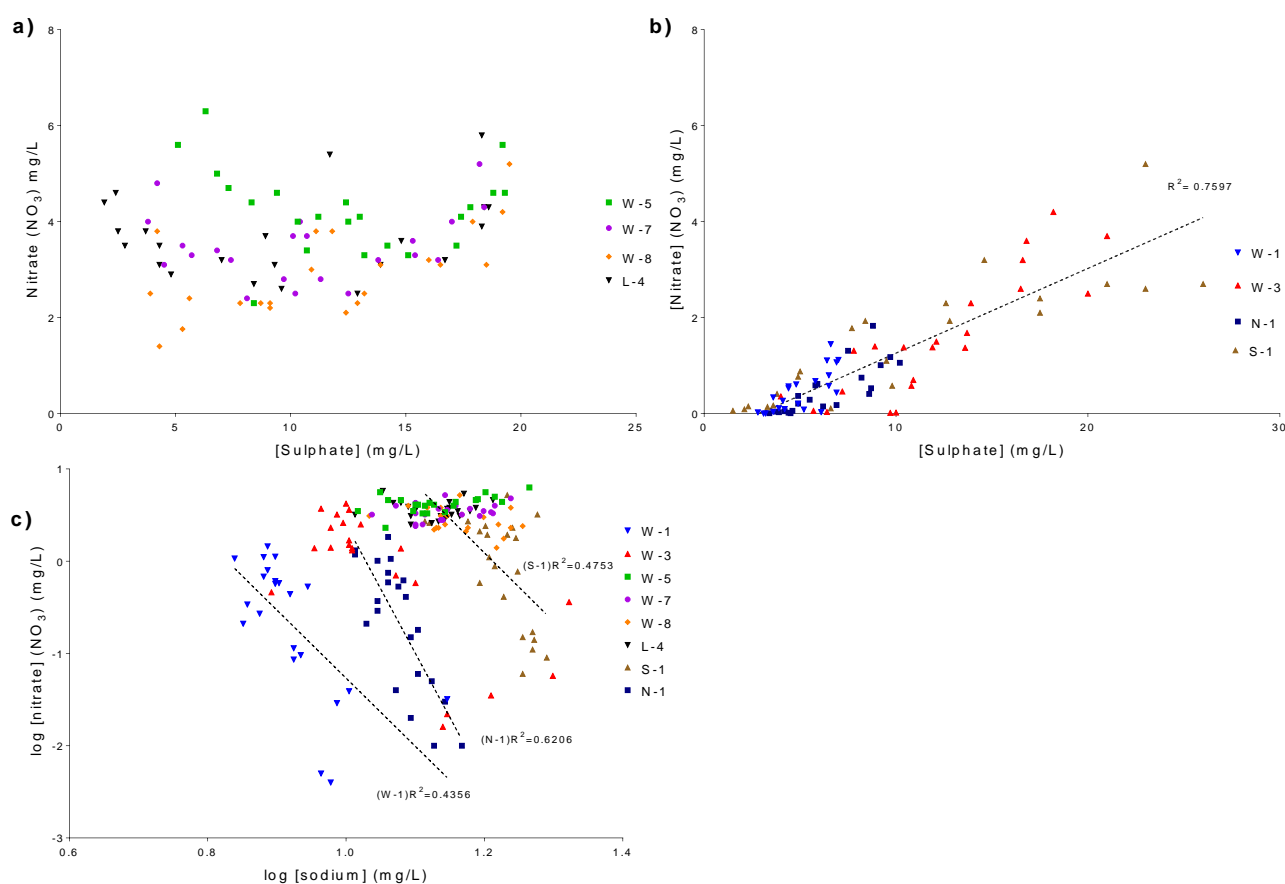 a)
Nitrate (NO3) mg/L
8
6
4
2
0
5
10
15
20
25
[Sulphate] (mg/L)
W-5
W-7
W-8
L-4
b)
[Nitrate] (NO3) (mg/L)
8
6
4
2
0
0
10
20
30
[Sulphate] (mg/L)
R2= 0.7597
W-1
W-3
N-1
S-1
c)
log [nitrate] (NO3) (mg/L)
1
0
-1
-2
-3
0.6
0.8
1.0
1.2
1.4
log [sodium] (mg/L)
(S-1)R2=0.4753
(N-1)R2=0.6206
(W-1)R2=0.4356
W-1
W-3
W-5
W-7
W-8
L-4
S-1
N-1